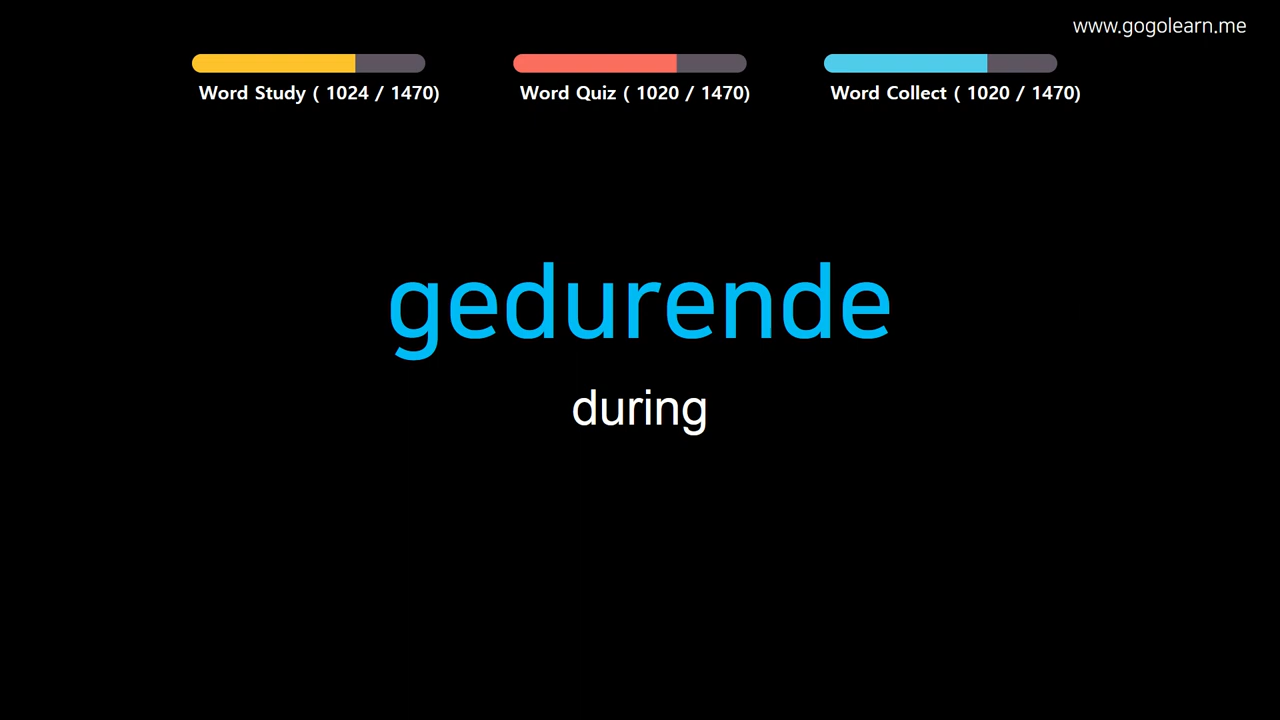 www.gogolearn.me
Word Study ( 1024 / 1470)
Word Quiz ( 1020 / 1470)
Word Collect ( 1020 / 1470)
gedurende
during